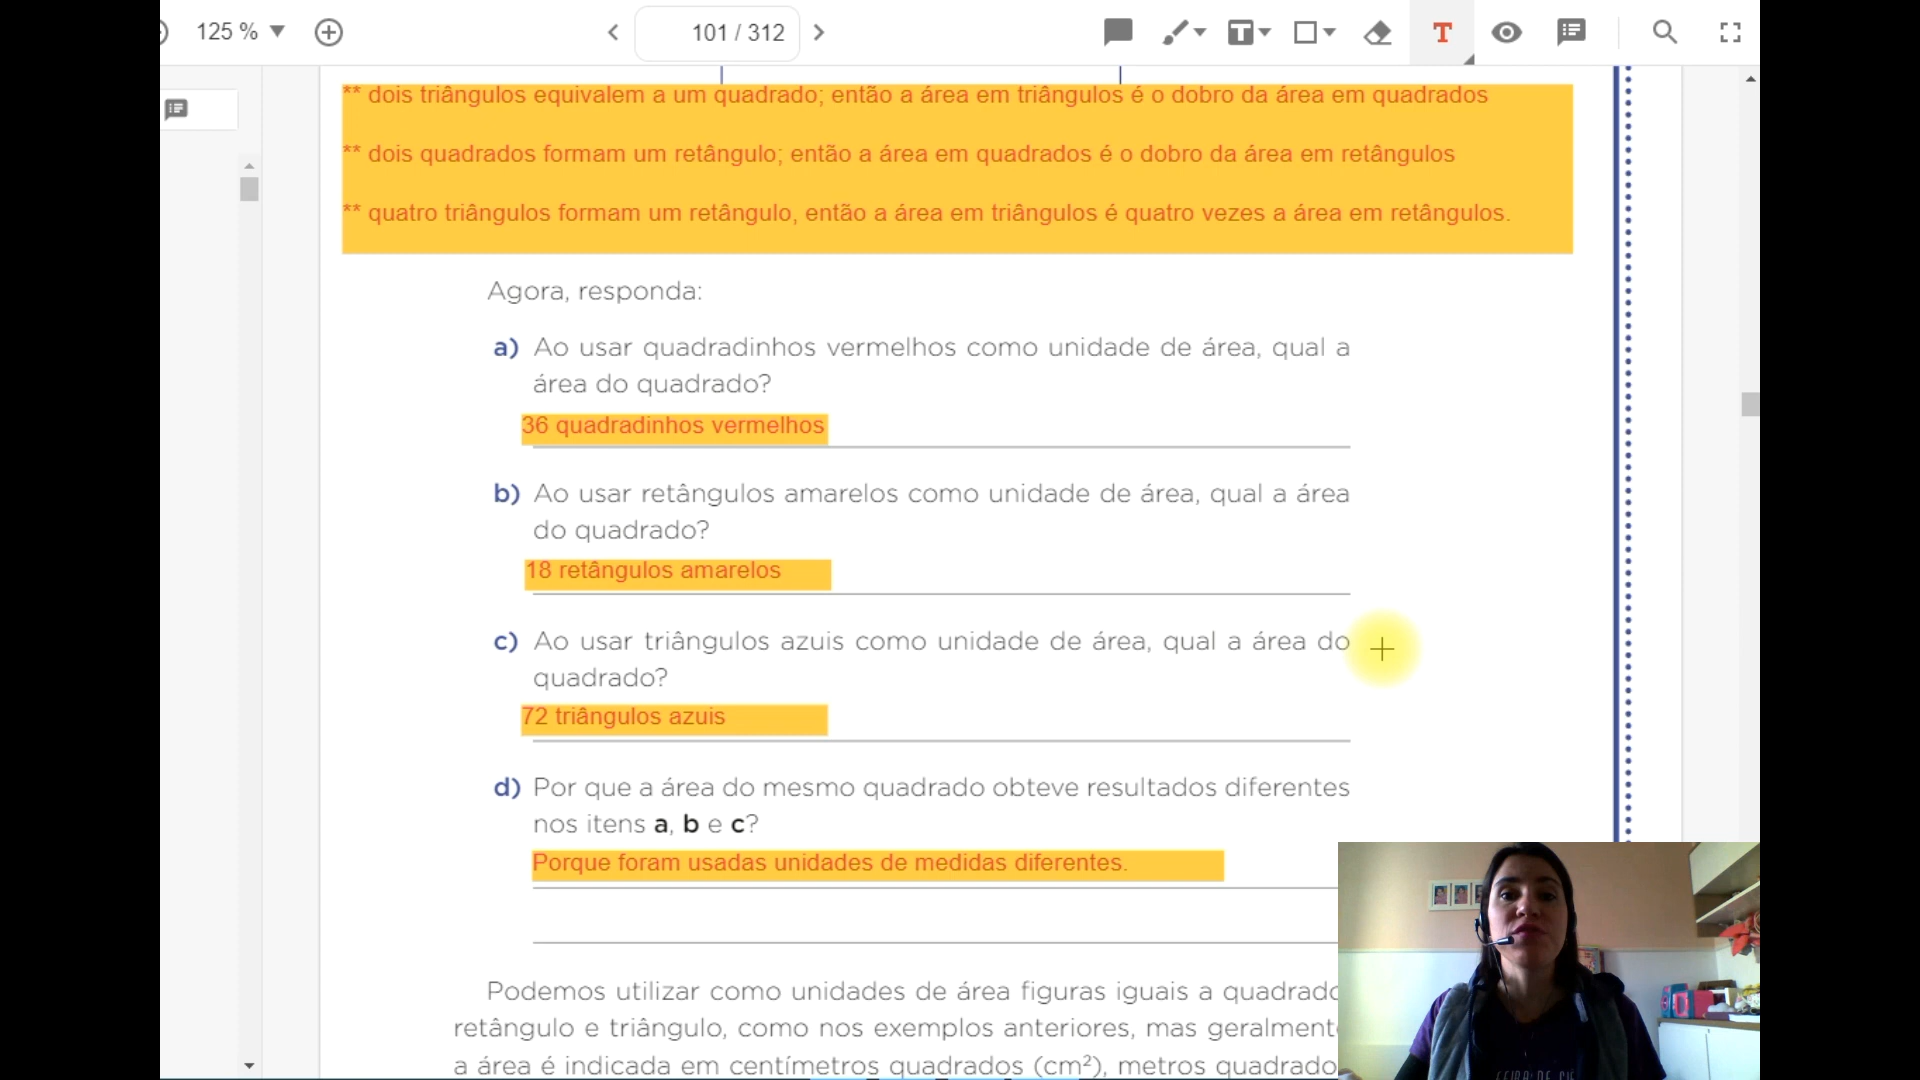 125 %
101 / 312
T
T
** dois triângulos equivalem a um quadrado; então a área em triângulos é o dobro da área em quadrados
** dois quadrados formam um retângulo; então a área em quadrados é o dobro da área em retângulos
** quatro triângulos formam um retângulo, então a área em triângulos é quatro vezes a área em retângulos.
Agora, responda:
a) Ao usar quadradinhos vermelhos como unidade de área, qual a
área do quadrado?
36 quadradinhos vermelhos
b) Ao usar retângulos amarelos como unidade de área, qual a área
do quadrado?
18 retângulos amarelos
c) Ao usar triângulos azuis como unidade de área, qual a área do
quadrado?
72 triângulos azuis
d) Por que a área do mesmo quadrado obteve resultados diferentes
nos itens a, b e c?
Porque foram usadas unidades de medidas diferentes.
Podemos utilizar como unidades de área figuras iguais a
retângulo e triângulo, como nos exemplos anteriores, mas
a área é indicada em centímetros quadrados (cm²), metros